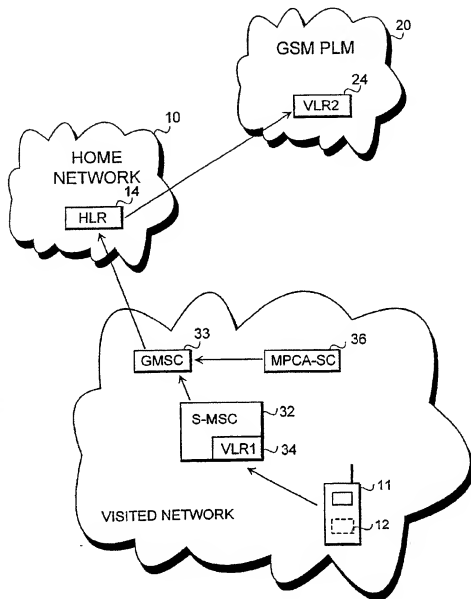 20
GSM PLM
24
VLR2
10
HOME
NETWORK
14
HLR
33
36
GMSC
MPCA-SC
32
S-MSC
VLR1
34
11
12
VISITED NETWORK